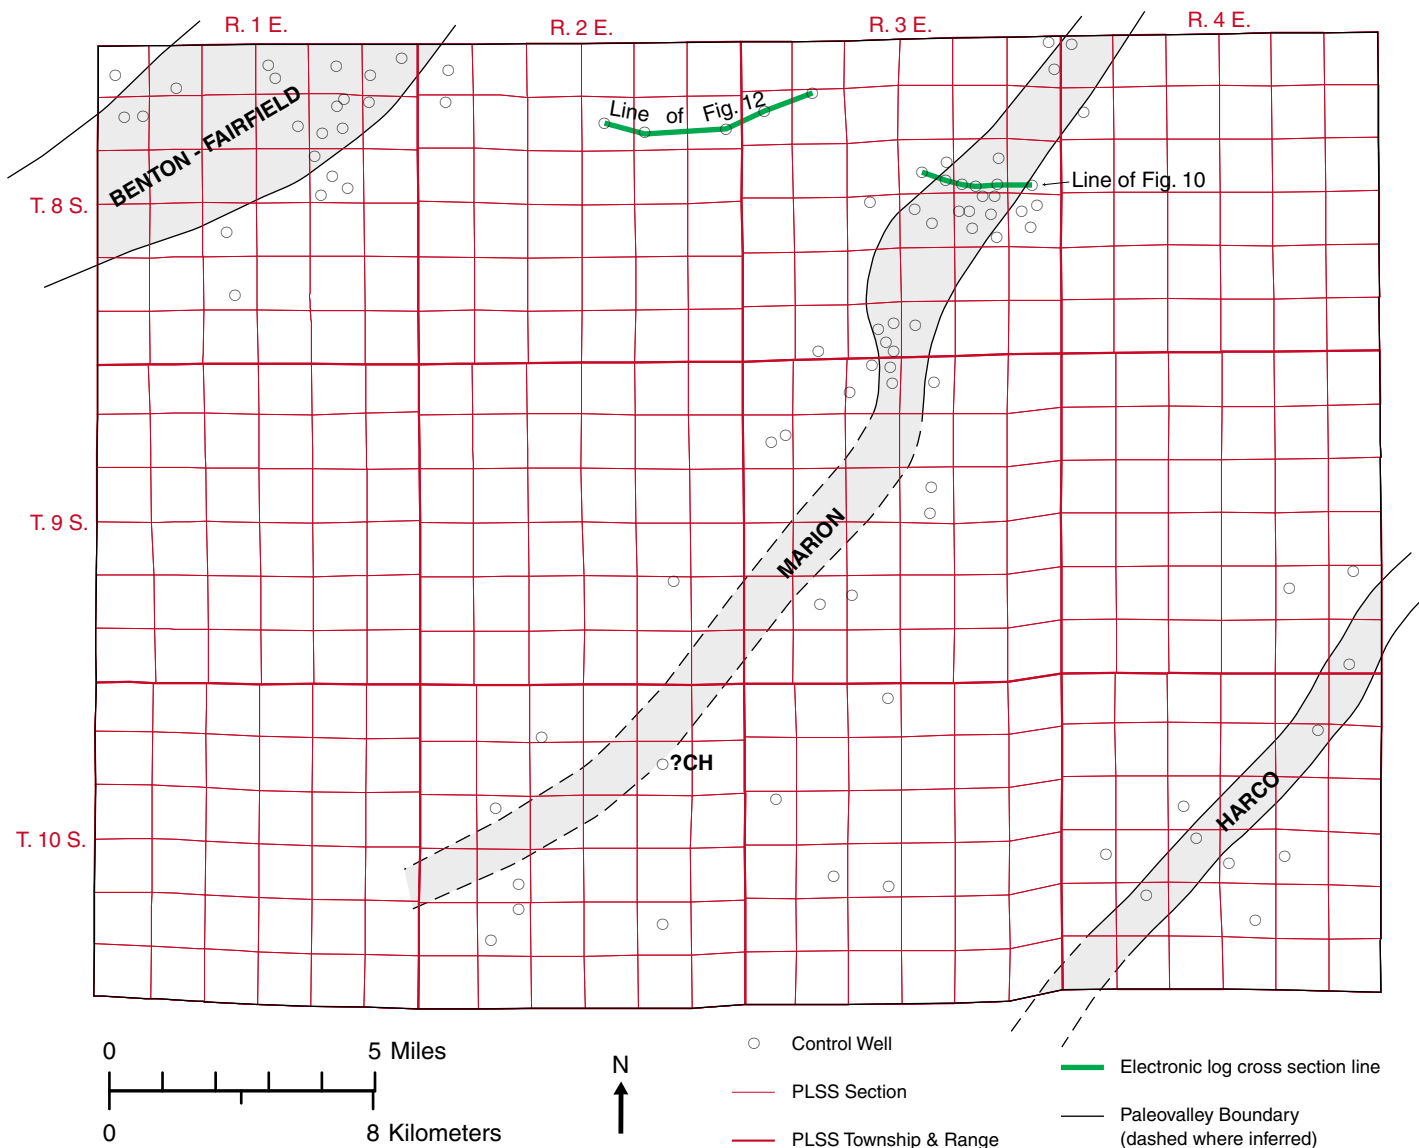 R. 1 E.
R. 2 E.
R. 3 E.
R. 4 E.
BENTON - FAIRFIELD
Line of Fig. 12
Line of Fig. 10
T. 8 S.
T. 9 S.
MARION
?CH
HARCO
T. 10 S.
0 5 Miles
0 8 Kilometers
N
Control Well
PLSS Section
PLSS Township & Range
Electronic log cross section line
Paleovalley Boundary
(dashed where inferred)